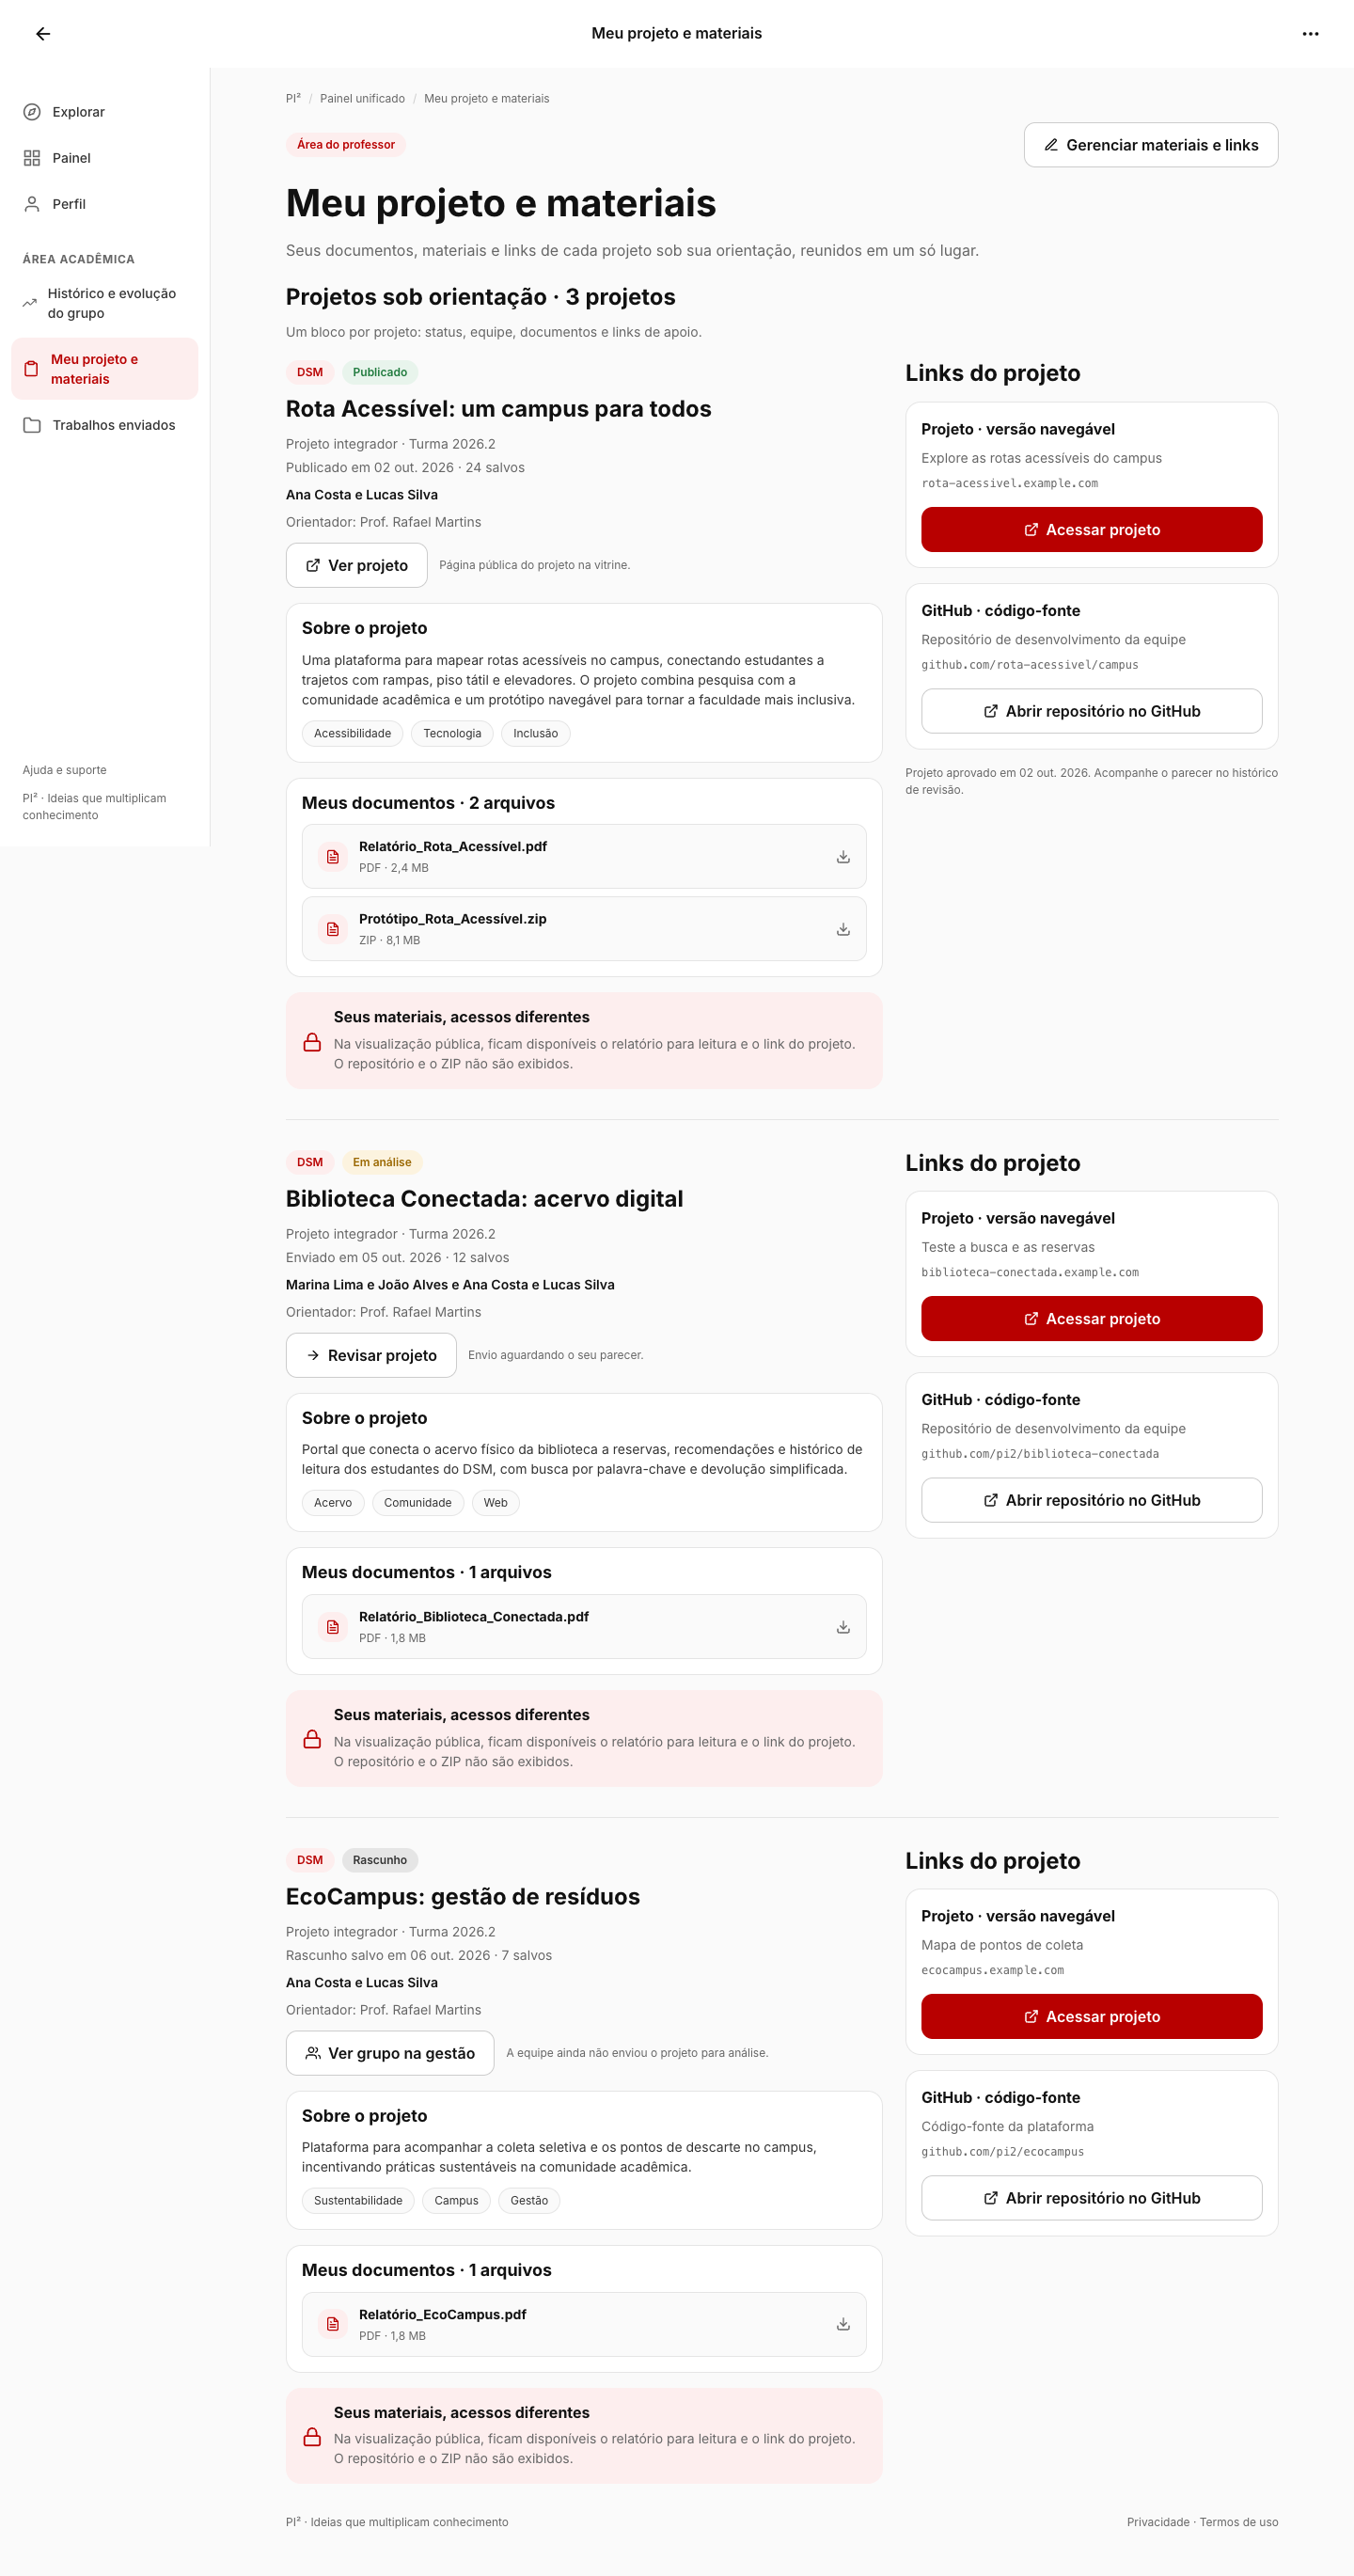 Meu projeto e materiais
Explorar
Painel
Perfil
ÁREA ACADÊMICA
Histórico e evolução
do grupo
Meu projeto e
materiais
Trabalhos enviados
Ajuda e suporte
PI² · Ideias que multiplicam
conhecimento
PI² / Painel unificado / Meu projeto e materiais
Área do professor
Gerenciar materiais e links
Meu projeto e materiais
Seus documentos, materiais e links de cada projeto sob sua orientação, reunidos em um só lugar.
Projetos sob orientação · 3 projetos
Um bloco por projeto: status, equipe, documentos e links de apoio.
DSM Publicado
Rota Acessível: um campus para todos
Projeto integrador · Turma 2026.2
Publicado em 02 out. 2026 · 24 salvos
Ana Costa e Lucas Silva
Orientador: Prof. Rafael Martins
Ver projeto Página pública do projeto na vitrine.
Sobre o projeto
Uma plataforma para mapear rotas acessíveis no campus, conectando estudantes a
trajetos com rampas, piso tátil e elevadores. O projeto combina pesquisa com a
comunidade acadêmica e um protótipo navegável para tornar a faculdade mais inclusiva.
Acessibilidade Tecnologia Inclusão
Meus documentos · 2 arquivos
Relatório_Rota_Acessível.pdf
PDF · 2,4 MB
Protótipo_Rota_Acessível.zip
ZIP · 8,1 MB
Seus materiais, acessos diferentes
Na visualização pública, ficam disponíveis o relatório para leitura e o link do projeto.
O repositório e o ZIP não são exibidos.
Links do projeto
Projeto · versão navegável
Explore as rotas acessíveis do campus
rota-acessivel.example.com
Acessar projeto
GitHub · código-fonte
Repositório de desenvolvimento da equipe
github.com/rota-acessivel/campus
Abrir repositório no GitHub
Projeto aprovado em 02 out. 2026. Acompanhe o parecer no histórico
de revisão.
DSM Em análise
Biblioteca Conectada: acervo digital
Projeto integrador · Turma 2026.2
Enviado em 05 out. 2026 · 12 salvos
Marina Lima e João Alves e Ana Costa e Lucas Silva
Orientador: Prof. Rafael Martins
Revisar projeto Envio aguardando o seu parecer.
Sobre o projeto
Portal que conecta o acervo físico da biblioteca a reservas, recomendações e histórico de
leitura dos estudantes do DSM, com busca por palavra-chave e devolução simplificada.
Acervo Comunidade Web
Meus documentos · 1 arquivos
Relatório_Biblioteca_Conectada.pdf
PDF · 1,8 MB
Seus materiais, acessos diferentes
Na visualização pública, ficam disponíveis o relatório para leitura e o link do projeto.
O repositório e o ZIP não são exibidos.
Links do projeto
Projeto · versão navegável
Teste a busca e as reservas
biblioteca-conectada.example.com
Acessar projeto
GitHub · código-fonte
Repositório de desenvolvimento da equipe
github.com/pi2/biblioteca-conectada
Abrir repositório no GitHub
DSM Rascunho
EcoCampus: gestão de resíduos
Projeto integrador · Turma 2026.2
Rascunho salvo em 06 out. 2026 · 7 salvos
Ana Costa e Lucas Silva
Orientador: Prof. Rafael Martins
Ver grupo na gestão A equipe ainda não enviou o projeto para análise.
Sobre o projeto
Plataforma para acompanhar a coleta seletiva e os pontos de descarte no campus,
incentivando práticas sustentáveis na comunidade acadêmica.
Sustentabilidade Campus Gestão
Meus documentos · 1 arquivos
Relatório_EcoCampus.pdf
PDF · 1,8 MB
Seus materiais, acessos diferentes
Na visualização pública, ficam disponíveis o relatório para leitura e o link do projeto.
O repositório e o ZIP não são exibidos.
Links do projeto
Projeto · versão navegável
Mapa de pontos de coleta
ecocampus.example.com
Acessar projeto
GitHub · código-fonte
Código-fonte da plataforma
github.com/pi2/ecocampus
Abrir repositório no GitHub
PI² · Ideias que multiplicam conhecimento
Privacidade · Termos de uso